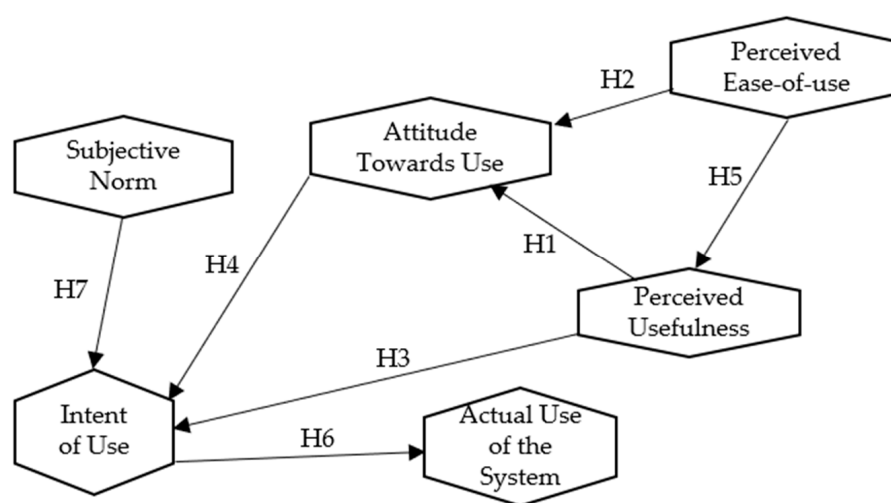 Perceived
Ease-of-use
H2
Attitude
Towards Use
Subjective
Norm
H5
H1
H4
H7
Perceived
Usefulness
H3
Intent
of Use
Actual Use
of the
System
H6